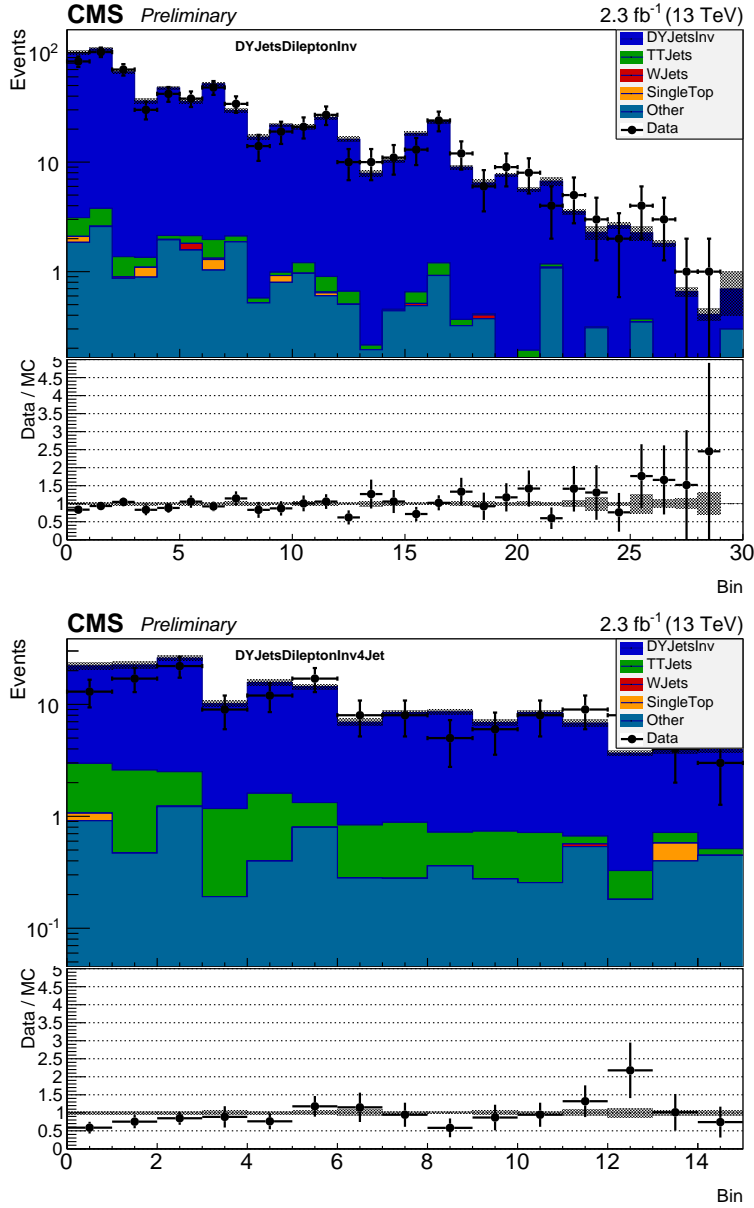 CMS Preliminary 2.3 fb⁻¹ (13 TeV)
Events
DYJetsDileptonInv
DYJetsInv
TTJets
WJets
SingleTop
Other
Data
10²
10
1
Data / MC
5
4.5
4
3.5
3
2.5
2
1.5
1
0.5
0
0 5 10 15 20 25 30
Bin
CMS Preliminary 2.3 fb⁻¹ (13 TeV)
Events
DYJetsDileptonInv4Jet
DYJetsInv
TTJets
WJets
SingleTop
Other
Data
10
1
10⁻¹
Data / MC
5
4.5
4
3.5
3
2.5
2
1.5
1
0.5
0
0 2 4 6 8 10 12 14
Bin